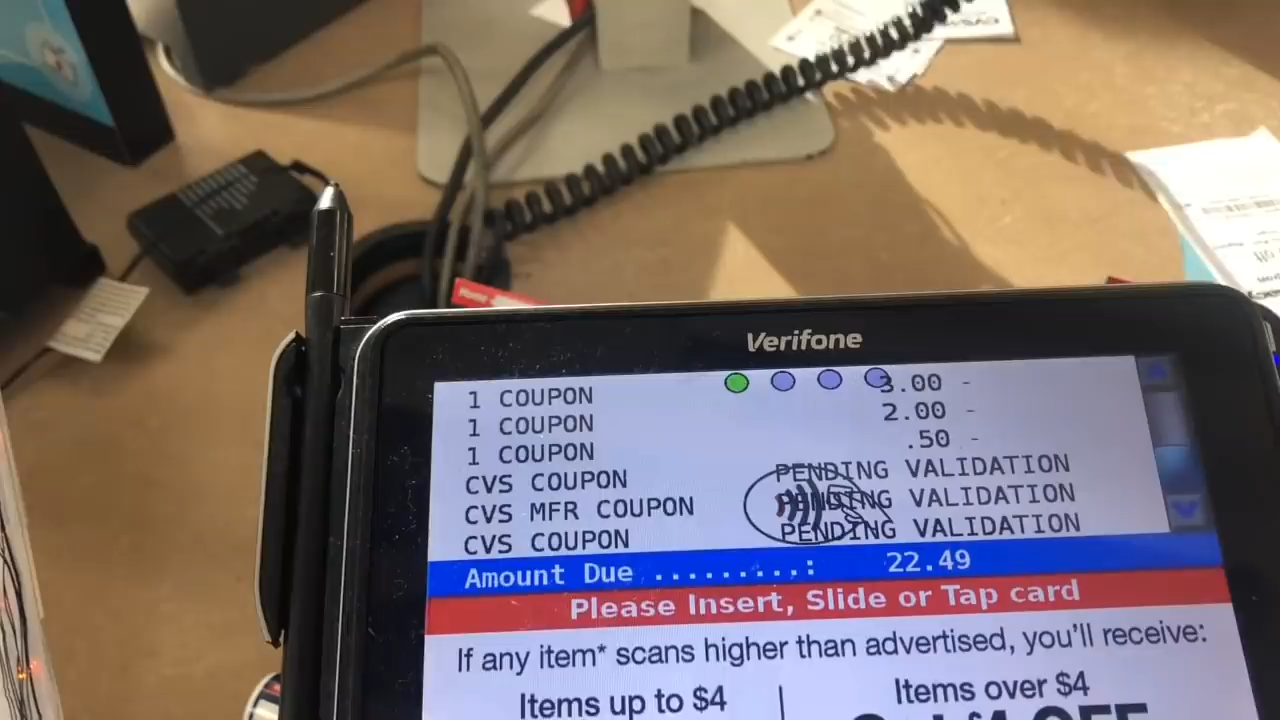 Verifone
1 COUPON 3.00 -
1 COUPON 2.00 -
1 COUPON .50 -
CVS COUPON PENDING VALIDATION
CVS MFR COUPON PENDING VALIDATION
CVS COUPON PENDING VALIDATION
Amount Due .........: 22.49
Please Insert, Slide or Tap card
If any item* scans higher than advertised, you'll receive:
Items up to $4
Items over $4